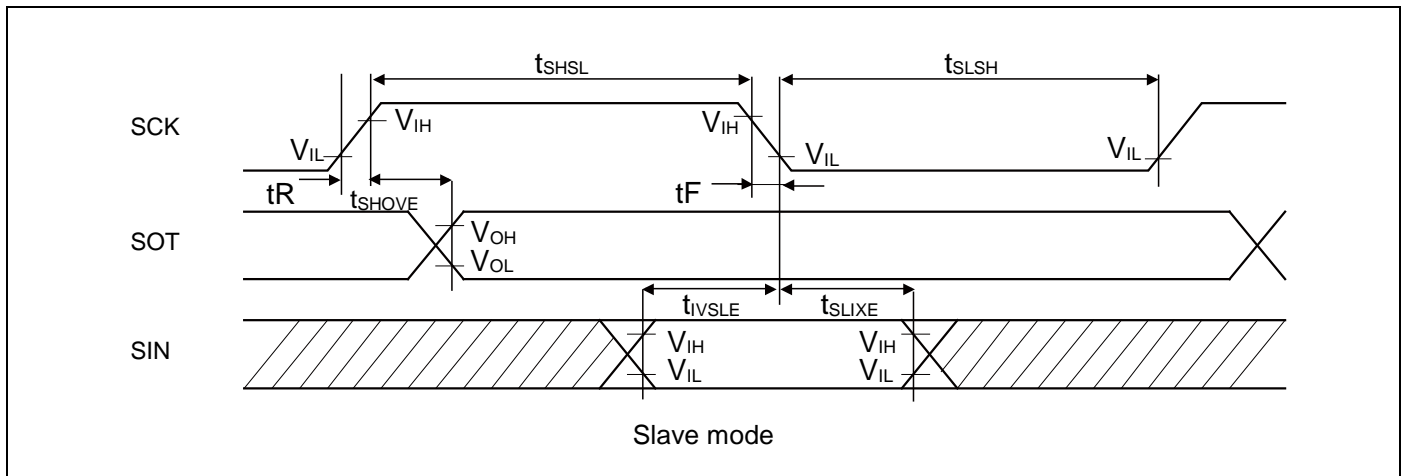 tSHSL
tSLSH
SCK
VIH
VIH
VIL
VIL
VIL
tR
tSHOVE
tF
SOT
VOH
VOL
tIVSLE
tSLIXE
SIN
VIH
VIH
VIL
VIL
Slave mode